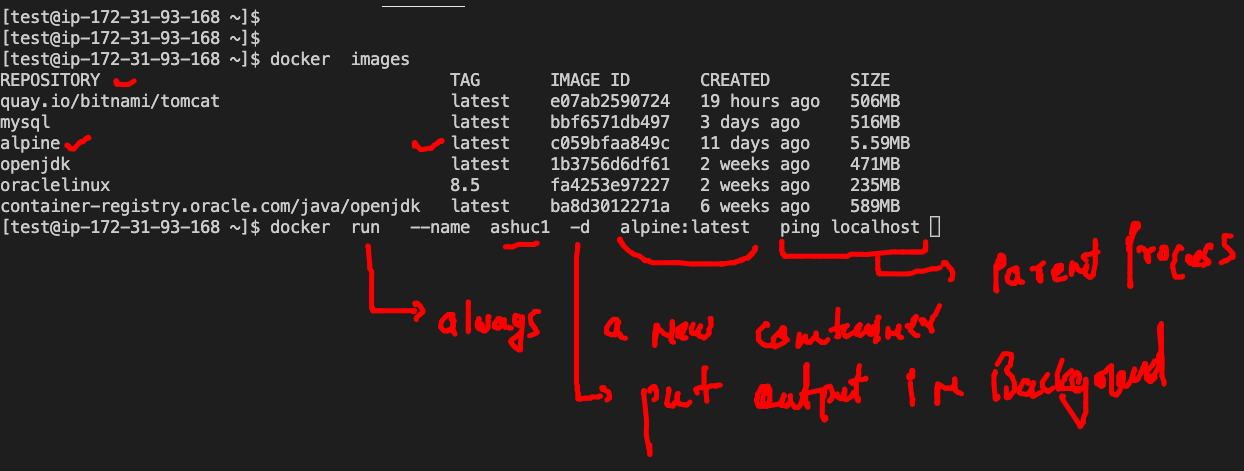 [test@ip-172-31-93-168 ~]$
[test@ip-172-31-93-168 ~]$
[test@ip-172-31-93-168 ~]$ docker  images
REPOSITORY TAG IMAGE ID CREATED SIZE
quay.io/bitnami/tomcat latest e07ab2590724 19 hours ago 506MB
mysql latest bbf6571db497 3 days ago 516MB
alpine latest c059bfaa849c 11 days ago 5.59MB
openjdk latest 1b3756d6df61 2 weeks ago 471MB
oraclelinux 8.5 fa4253e97227 2 weeks ago 235MB
container-registry.oracle.com/java/openjdk latest ba8d3012271a 6 weeks ago 589MB
[test@ip-172-31-93-168 ~]$ docker  run   --name  ashuc1  -d   alpine:latest   ping localhost
Parent Process
always a new container
put output in Background